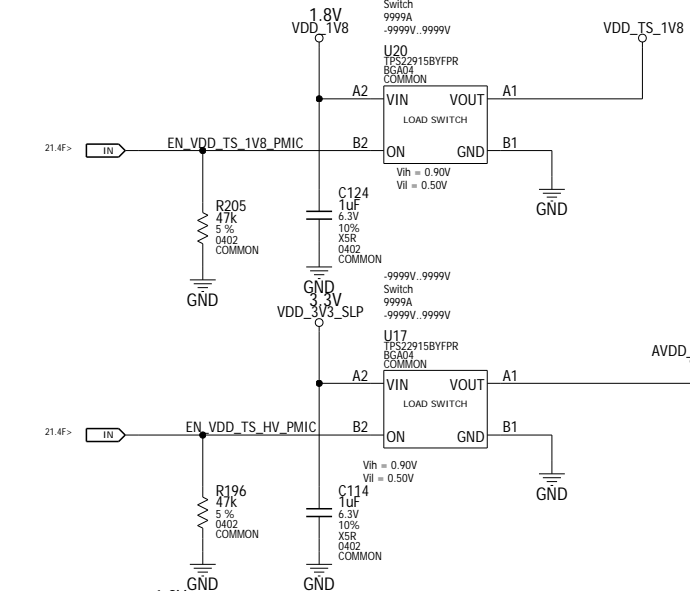 Switch
9999A
-9999V..9999V
1.8V
VDD_1V8
VDD_TS_1V8
U20
TPS22915BYFPR
BGA04
COMMON
A2
VIN
VOUT
A1
LOAD SWITCH
21.4F>
IN
EN_VDD_TS_1V8_PMIC
B2
ON
GND
B1
Vih = 0.90V
Vil = 0.50V
GND
R205
47k
5 %
0402
COMMON
GND
C124
1uF
6.3V
10%
X5R
0402
COMMON
GND
3.3V
VDD_3V3_SLP
-9999V..9999V
Switch
9999A
-9999V..9999V
U17
TPS22915BYFPR
BGA04
COMMON
AVDD_
A2
VIN
VOUT
A1
LOAD SWITCH
21.4F>
IN
EN_VDD_TS_HV_PMIC
B2
ON
GND
B1
Vih = 0.90V
Vil = 0.50V
GND
R196
47k
5 %
0402
COMMON
GND
C114
1uF
6.3V
10%
X5R
0402
COMMON
GND